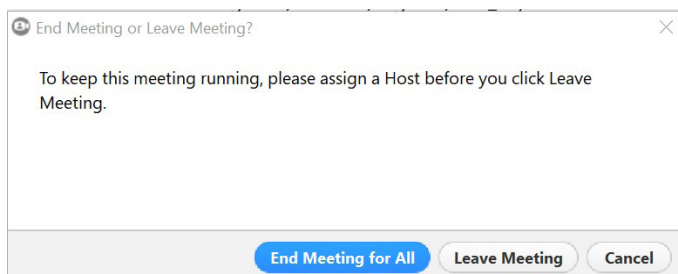 End Meeting or Leave Meeting?
To keep this meeting running, please assign a Host before you click Leave
Meeting.
End Meeting for All
Leave Meeting
Cancel